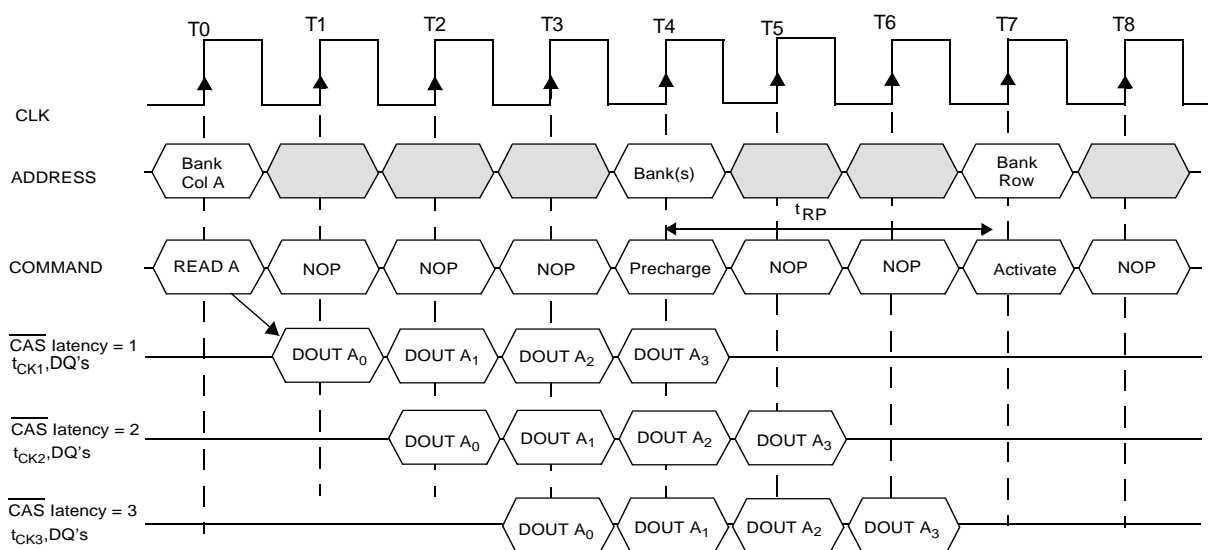 T0 T1 T2 T3 T4 T5 T6 T7 T8
CLK
ADDRESS
Bank
Col A
Bank(s)
Bank
Row
tRP
COMMAND
READ A NOP NOP NOP Precharge NOP NOP Activate NOP
CAS latency = 1
tCK1,DQ's
DOUT A0 DOUT A1 DOUT A2 DOUT A3
CAS latency = 2
tCK2,DQ's
DOUT A0 DOUT A1 DOUT A2 DOUT A3
CAS latency = 3
tCK3,DQ's
DOUT A0 DOUT A1 DOUT A2 DOUT A3